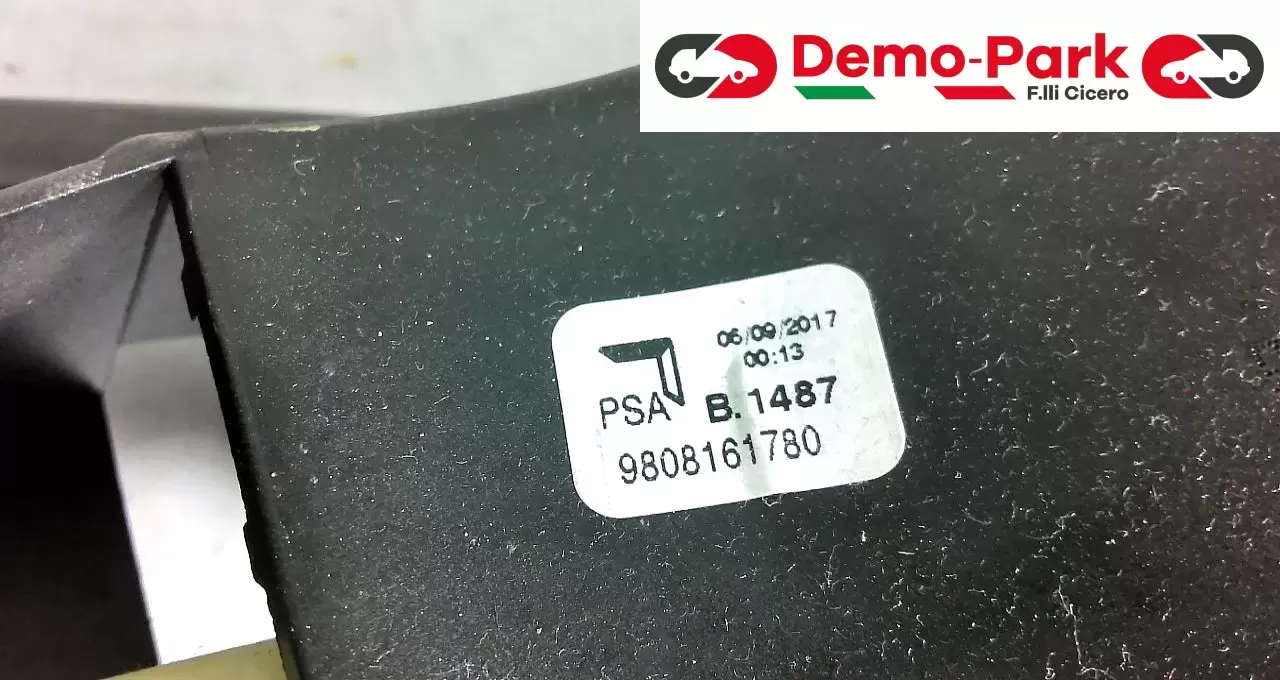 Demo-Park
F.lli Cicero
06/09/2017
00:13
PSA B.1487
9808161780